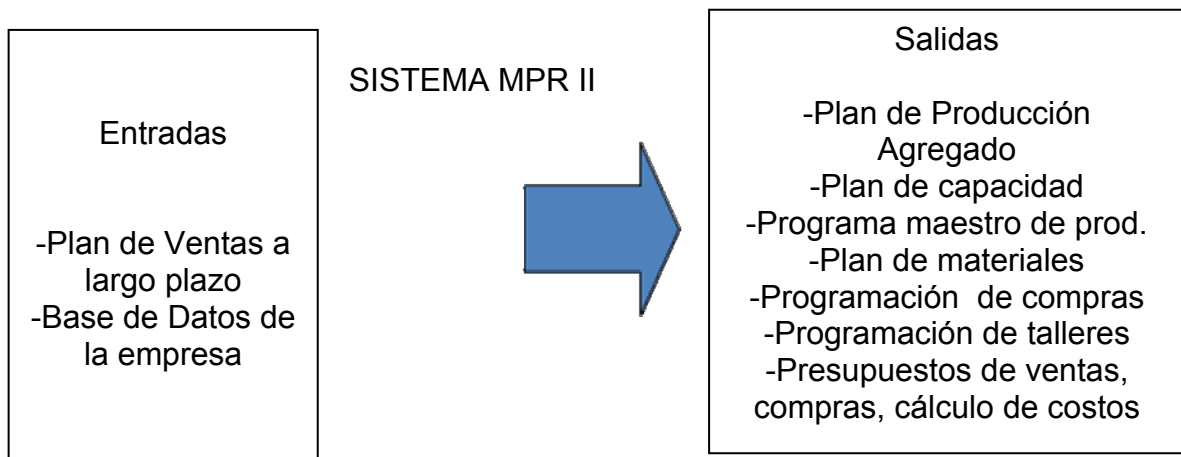 Entradas
-Plan de Ventas a
largo plazo
-Base de Datos de
la empresa
SISTEMA MPR II
Salidas
-Plan de Producción
Agregado
-Plan de capacidad
-Programa maestro de prod.
-Plan de materiales
-Programación de compras
-Programación de talleres
-Presupuestos de ventas,
compras, cálculo de costos